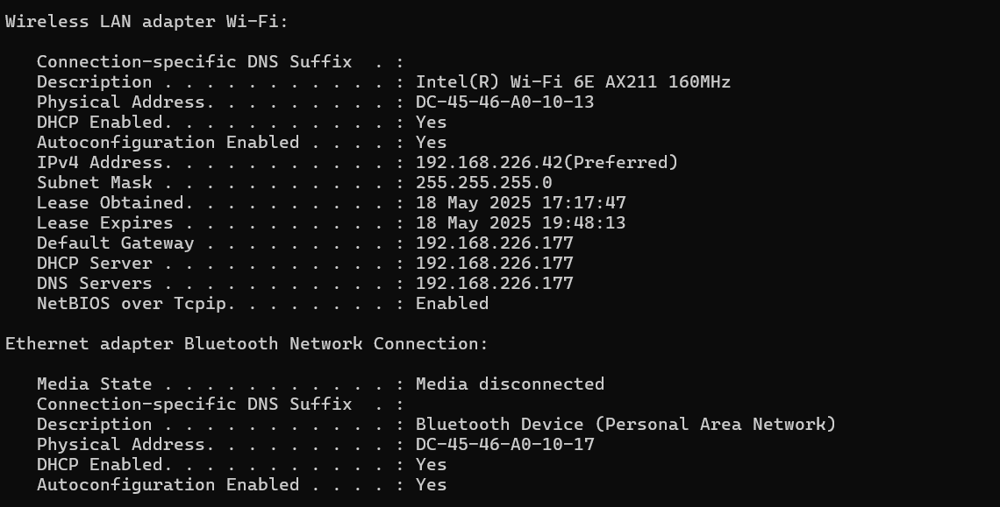 Wireless LAN adapter Wi-Fi:
Connection-specific DNS Suffix  . :
Description . . . . . . . . . . . : Intel(R) Wi-Fi 6E AX211 160MHz
Physical Address. . . . . . . . . : DC-45-46-A0-10-13
DHCP Enabled. . . . . . . . . . . : Yes
Autoconfiguration Enabled . . . . : Yes
IPv4 Address. . . . . . . . . . . : 192.168.226.42(Preferred)
Subnet Mask . . . . . . . . . . . : 255.255.255.0
Lease Obtained. . . . . . . . . . : 18 May 2025 17:17:47
Lease Expires . . . . . . . . . . : 18 May 2025 19:48:13
Default Gateway . . . . . . . . . : 192.168.226.177
DHCP Server . . . . . . . . . . . : 192.168.226.177
DNS Servers . . . . . . . . . . . : 192.168.226.177
NetBIOS over Tcpip. . . . . . . . : Enabled
Ethernet adapter Bluetooth Network Connection:
Media State . . . . . . . . . . . : Media disconnected
Connection-specific DNS Suffix  . :
Description . . . . . . . . . . . : Bluetooth Device (Personal Area Network)
Physical Address. . . . . . . . . : DC-45-46-A0-10-17
DHCP Enabled. . . . . . . . . . . : Yes
Autoconfiguration Enabled . . . . : Yes